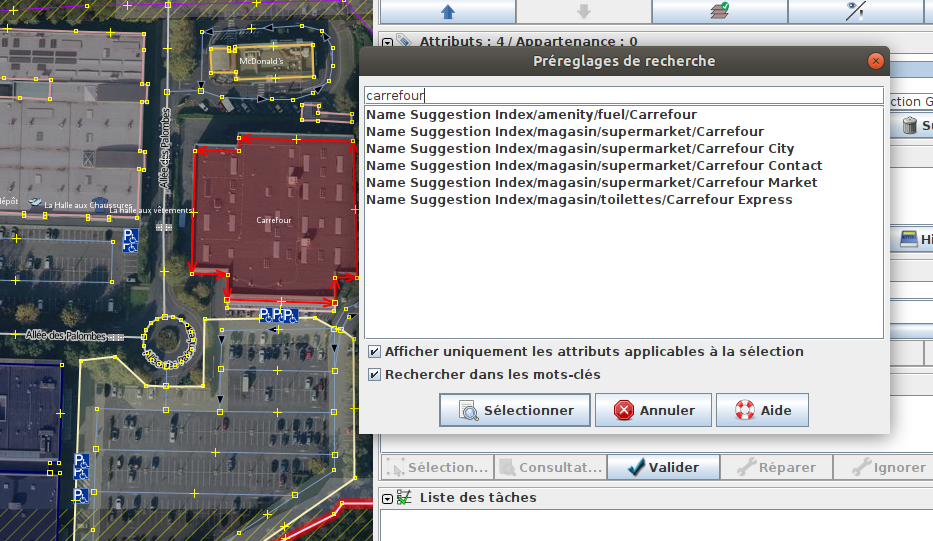 Attributs : 4 / Appartenance : 0
Préreglages de recherche
carrefour
Name Suggestion Index/amenity/fuel/Carrefour
Name Suggestion Index/magasin/supermarket/Carrefour
Name Suggestion Index/magasin/supermarket/Carrefour City
Name Suggestion Index/magasin/supermarket/Carrefour Contact
Name Suggestion Index/magasin/supermarket/Carrefour Market
Name Suggestion Index/magasin/toilettes/Carrefour Express
Afficher uniquement les attributs applicables à la sélection
Rechercher dans les mots-clés
Sélectionner
Annuler
Aide
ction G
Su
Hi
Sélection...
Consultat...
Valider
Réparer
Ignorer
Liste des tâches
McDonald's
Allée des Palombes
dépôt
La Halle aux Chaussures
La halle aux vêtements
Carrefour
Allée des Palombes